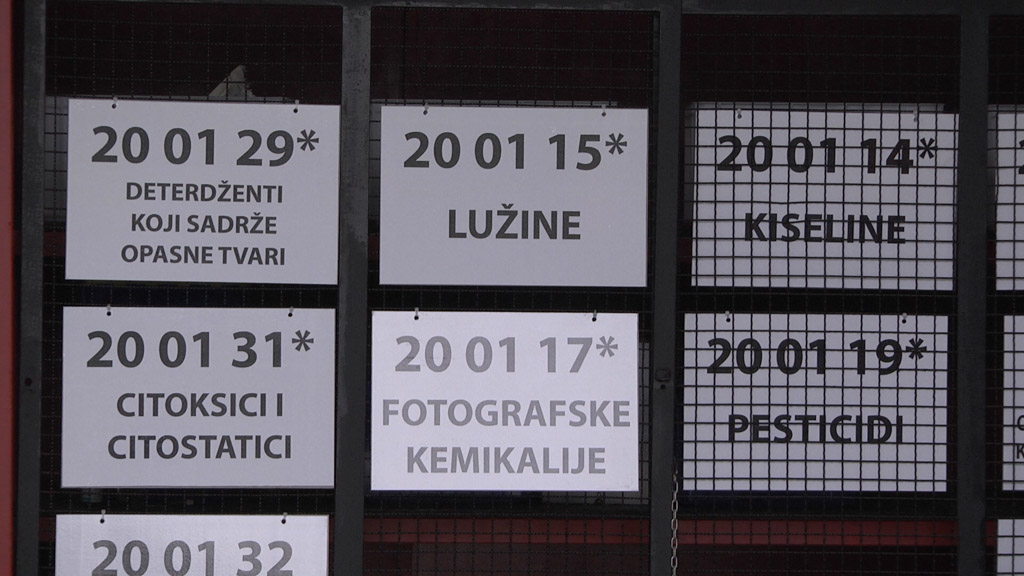 20 01 29*
DETERDŽENTI
KOJI SADRŽE
OPASNE TVARI
20 01 15*
LUŽINE
20 01 14*
KISELINE
20 01 31*
CITOKSICI I
CITOSTATICI
20 01 17*
FOTOGRAFSKE
KEMIKALIJE
20 01 19*
PESTICIDI
20 01 32